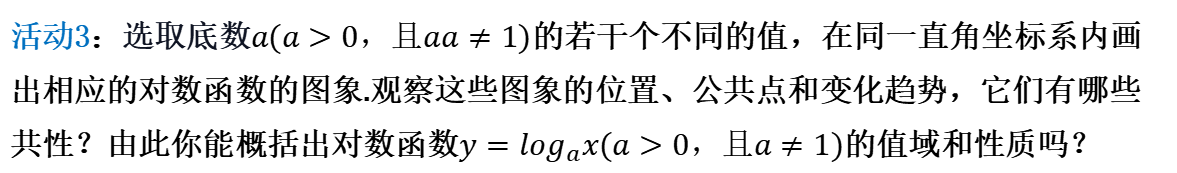 活动3：选取底数a(a > 0，且aa ≠ 1)的若干个不同的值，在同一直角坐标系内画
出相应的对数函数的图象.观察这些图象的位置、公共点和变化趋势，它们有哪些
共性？由此你能概括出对数函数y = logₐx(a > 0，且a ≠ 1)的值域和性质吗？